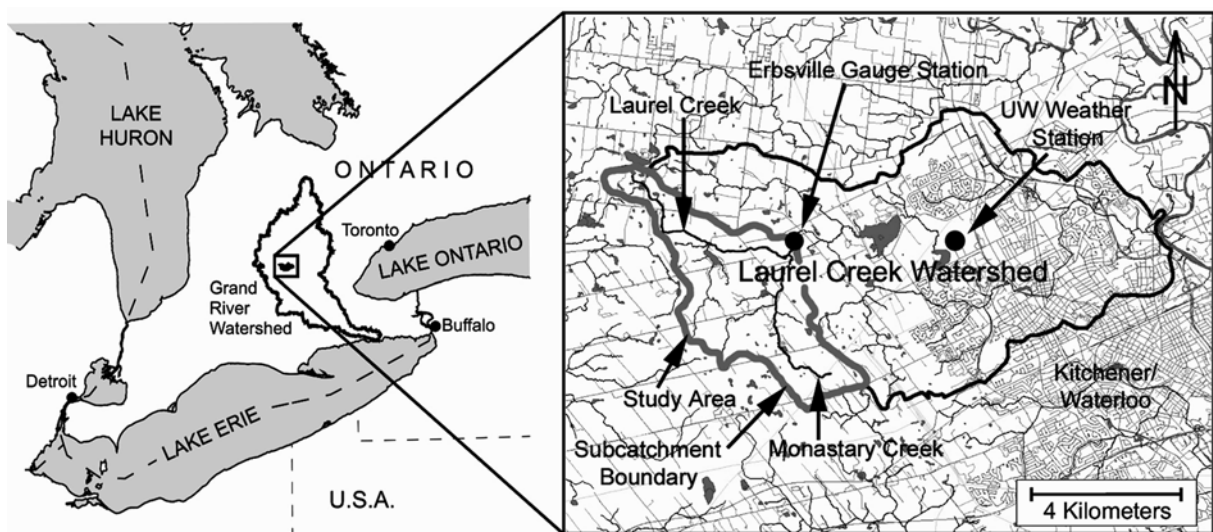 LAKE
HURON
ONTARIO
Toronto
LAKE ONTARIO
Grand
River
Watershed
Buffalo
Detroit
LAKE ERIE
U.S.A.
Erbsville Gauge Station
Laurel Creek
UW Weather
Station
N
Laurel Creek Watershed
Study Area
Subcatchment
Boundary
Monastary Creek
Kitchener/
Waterloo
4 Kilometers